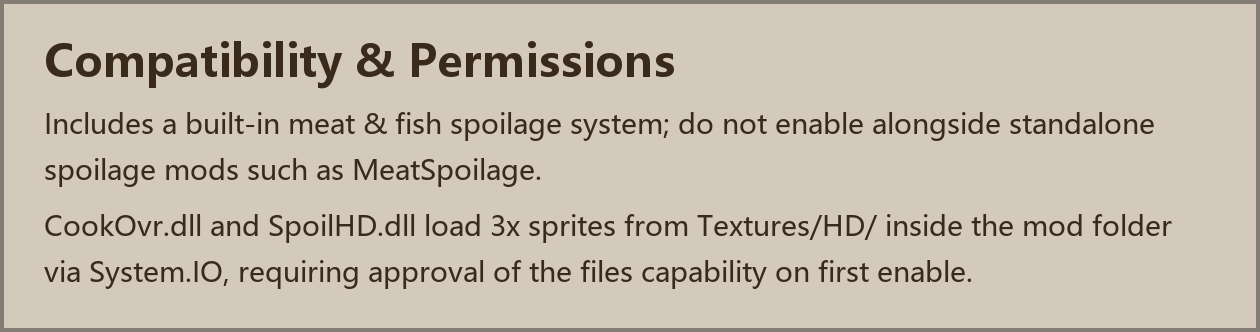 Compatibility & Permissions
Includes a built-in meat & fish spoilage system; do not enable alongside standalone
spoilage mods such as MeatSpoilage.
CookOvr.dll and SpoilHD.dll load 3x sprites from Textures/HD/ inside the mod folder
via System.IO, requiring approval of the files capability on first enable.